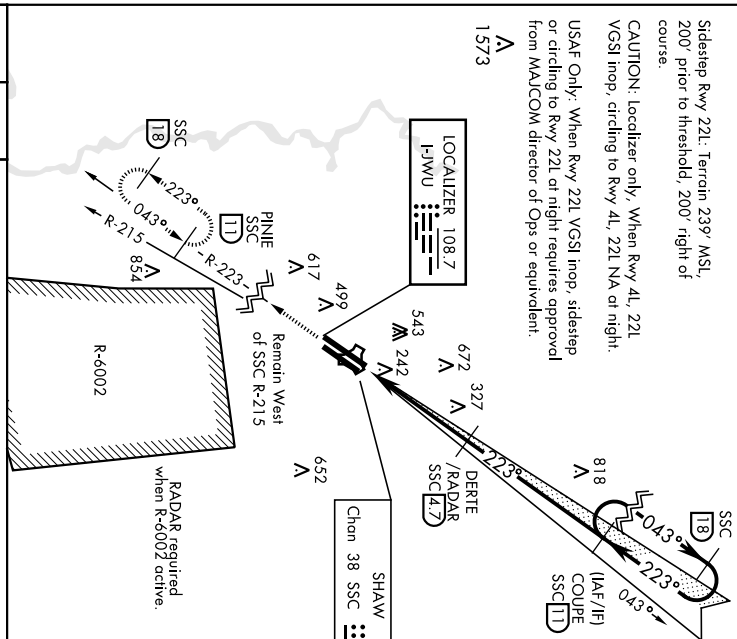 Sidestep Rwy 22L: Terrain 239’ MSL,
200’ prior to threshold, 200’ right of
course.
CAUTION: Localizer only, When Rwy 4L, 22L
VGSI inop, circling to Rwy 4L, 22L NA at night.
USAF Only: When Rwy 22L VGSI inop, sidestep
or circling to Rwy 22L at night requires approval
from MAJCOM director of Ops or equivalent.
1573
LOCALIZER 108.7
I-JWU
SSC
18
043°
223°
818
(IAF/IF)
COUPE
SSC 11
043°
223°
DERTE
/RADAR
SSC 4.7
327
672
543
242
499
617
SHAW
Chan 38 SSC
652
Remain West
of SSC R-215
R-223
PINIE
SSC
11
223°
043°
SSC
18
R-215
854
R-6002
RADAR required
when R-6002 active.